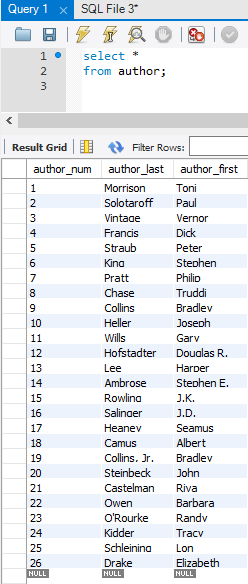 Query 1 SQL File 3*
1 select *
2 from author;
3
Result Grid Filter Rows:
author_num author_last author_first
1 Morrison Toni
2 Solotaroff Paul
3 Vintage Vernor
4 Francis Dick
5 Straub Peter
6 King Stephen
7 Pratt Philip
8 Chase Truddi
9 Collins Bradley
10 Heller Joseph
11 Wills Gary
12 Hofstadter Douglas R.
13 Lee Harper
14 Ambrose Stephen E.
15 Rowling J.K.
16 Salinger J.D.
17 Heaney Seamus
18 Camus Albert
19 Collins, Jr. Bradley
20 Steinbeck John
21 Castelman Riva
22 Owen Barbara
23 O'Rourke Randy
24 Kidder Tracy
25 Schleining Lon
26 Drake Elizabeth
NULL NULL NULL